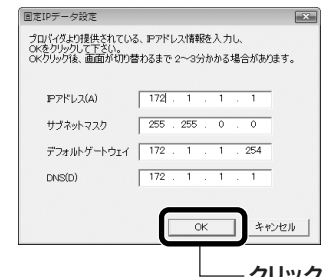 固定IPデータ設定
プロバイダより提供されている、IPアドレス情報を入力し、
OKをクリックして下さい。
OKクリック後、画面が切り替わるまで 2～3分かかる場合があります。
IPアドレス(A) 172 . 1 . 1 . 1
サブネットマスク 255 . 255 . 0 . 0
デフォルトゲートウェイ 172 . 1 . 1 . 254
DNS(D) 172 . 1 . 1 . 1
OK キャンセル
クリック